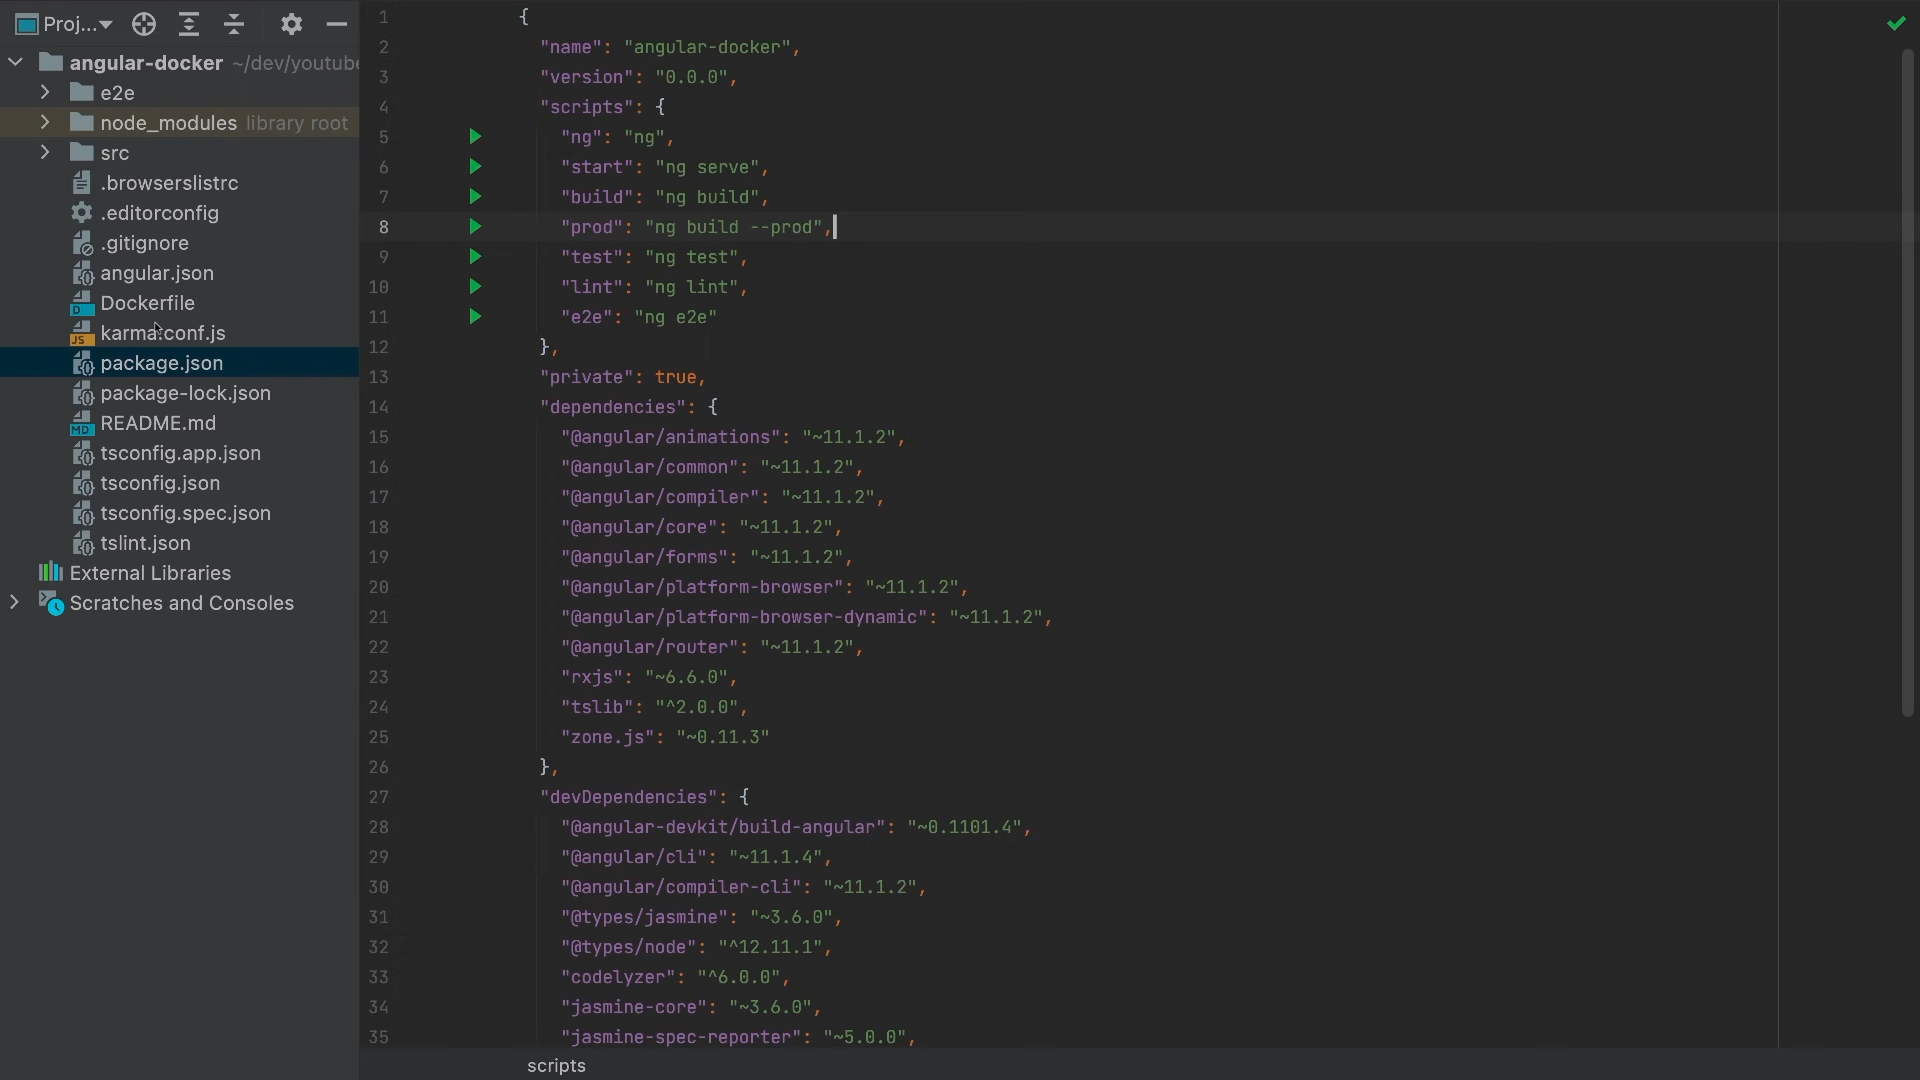 Proj...
angular-docker ~/dev/youtube
e2e
node_modules library root
src
.browserslistrc
.editorconfig
.gitignore
angular.json
Dockerfile
karma.conf.js
package.json
package-lock.json
README.md
tsconfig.app.json
tsconfig.json
tsconfig.spec.json
tslint.json
External Libraries
Scratches and Consoles
1 {
2 "name": "angular-docker",
3 "version": "0.0.0",
4 "scripts": {
5 "ng": "ng",
6 "start": "ng serve",
7 "build": "ng build",
8 "prod": "ng build --prod",
9 "test": "ng test",
10 "lint": "ng lint",
11 "e2e": "ng e2e"
12 },
13 "private": true,
14 "dependencies": {
15 "@angular/animations": "~11.1.2",
16 "@angular/common": "~11.1.2",
17 "@angular/compiler": "~11.1.2",
18 "@angular/core": "~11.1.2",
19 "@angular/forms": "~11.1.2",
20 "@angular/platform-browser": "~11.1.2",
21 "@angular/platform-browser-dynamic": "~11.1.2",
22 "@angular/router": "~11.1.2",
23 "rxjs": "~6.6.0",
24 "tslib": "^2.0.0",
25 "zone.js": "~0.11.3"
26 },
27 "devDependencies": {
28 "@angular-devkit/build-angular": "~0.1101.4",
29 "@angular/cli": "~11.1.4",
30 "@angular/compiler-cli": "~11.1.2",
31 "@types/jasmine": "~3.6.0",
32 "@types/node": "^12.11.1",
33 "codelyzer": "^6.0.0",
34 "jasmine-core": "~3.6.0",
35 "jasmine-spec-reporter": "~5.0.0",
scripts